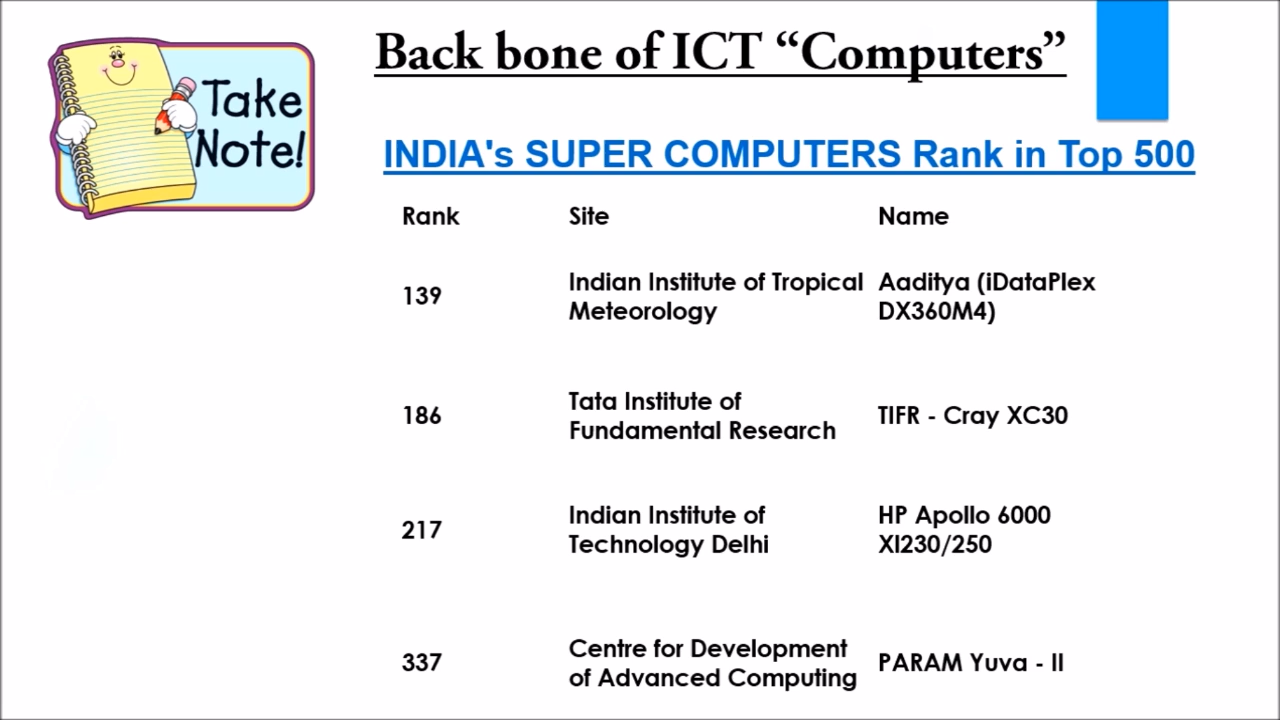 Take
Note!
Back bone of ICT “Computers”
INDIA's SUPER COMPUTERS Rank in Top 500
Rank Site Name
139 Indian Institute of Tropical Meteorology Aaditya (iDataPlex DX360M4)
186 Tata Institute of Fundamental Research TIFR - Cray XC30
217 Indian Institute of Technology Delhi HP Apollo 6000 Xl230/250
337 Centre for Development of Advanced Computing PARAM Yuva - II